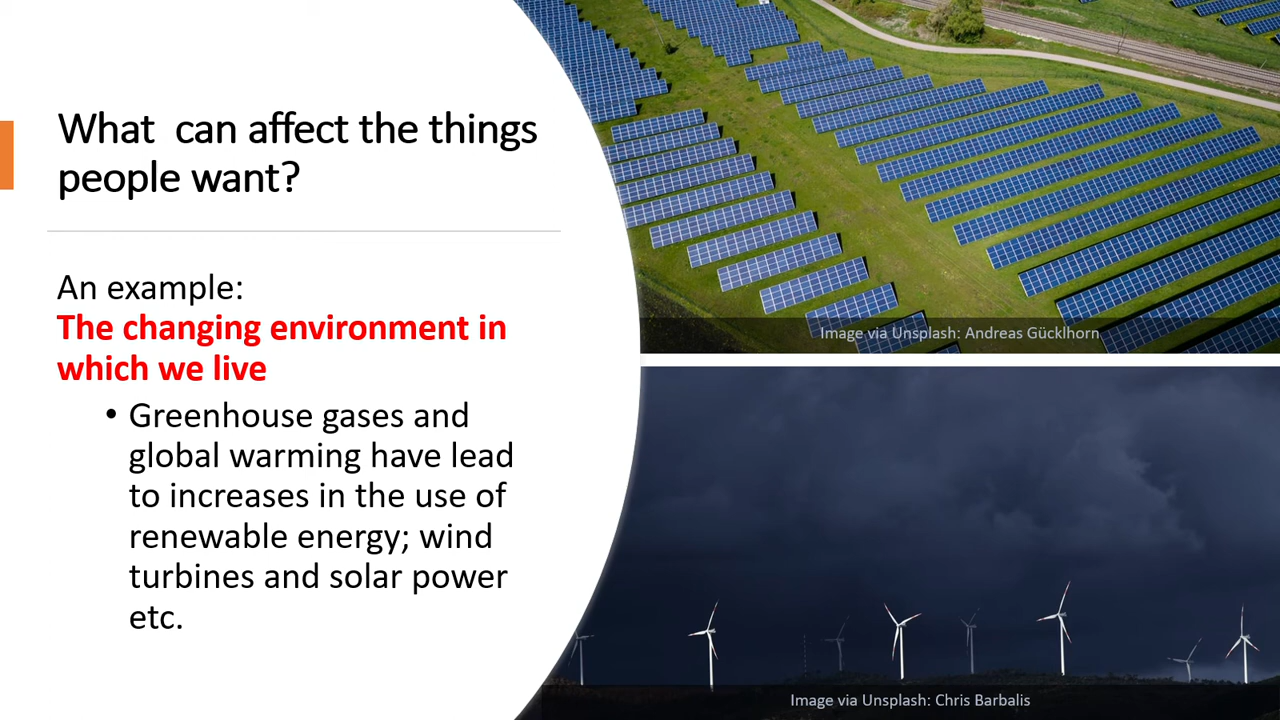 What  can affect the things
people want?
An example:
The changing environment in
which we live
• Greenhouse gases and
global warming have lead
to increases in the use of
renewable energy; wind
turbines and solar power
etc.
Image via Unsplash: Andreas Gücklhorn
Image via Unsplash: Chris Barbalis